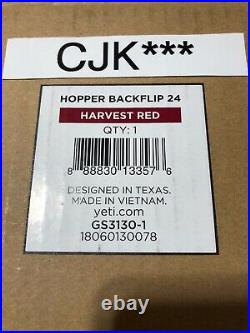 CJK***
HOPPER BACKFLIP 24
HARVEST RED
QTY: 1
8 88830 13357 6
DESIGNED IN TEXAS.
MADE IN VIETNAM.
yeti.com
GS3130-1
18060130078